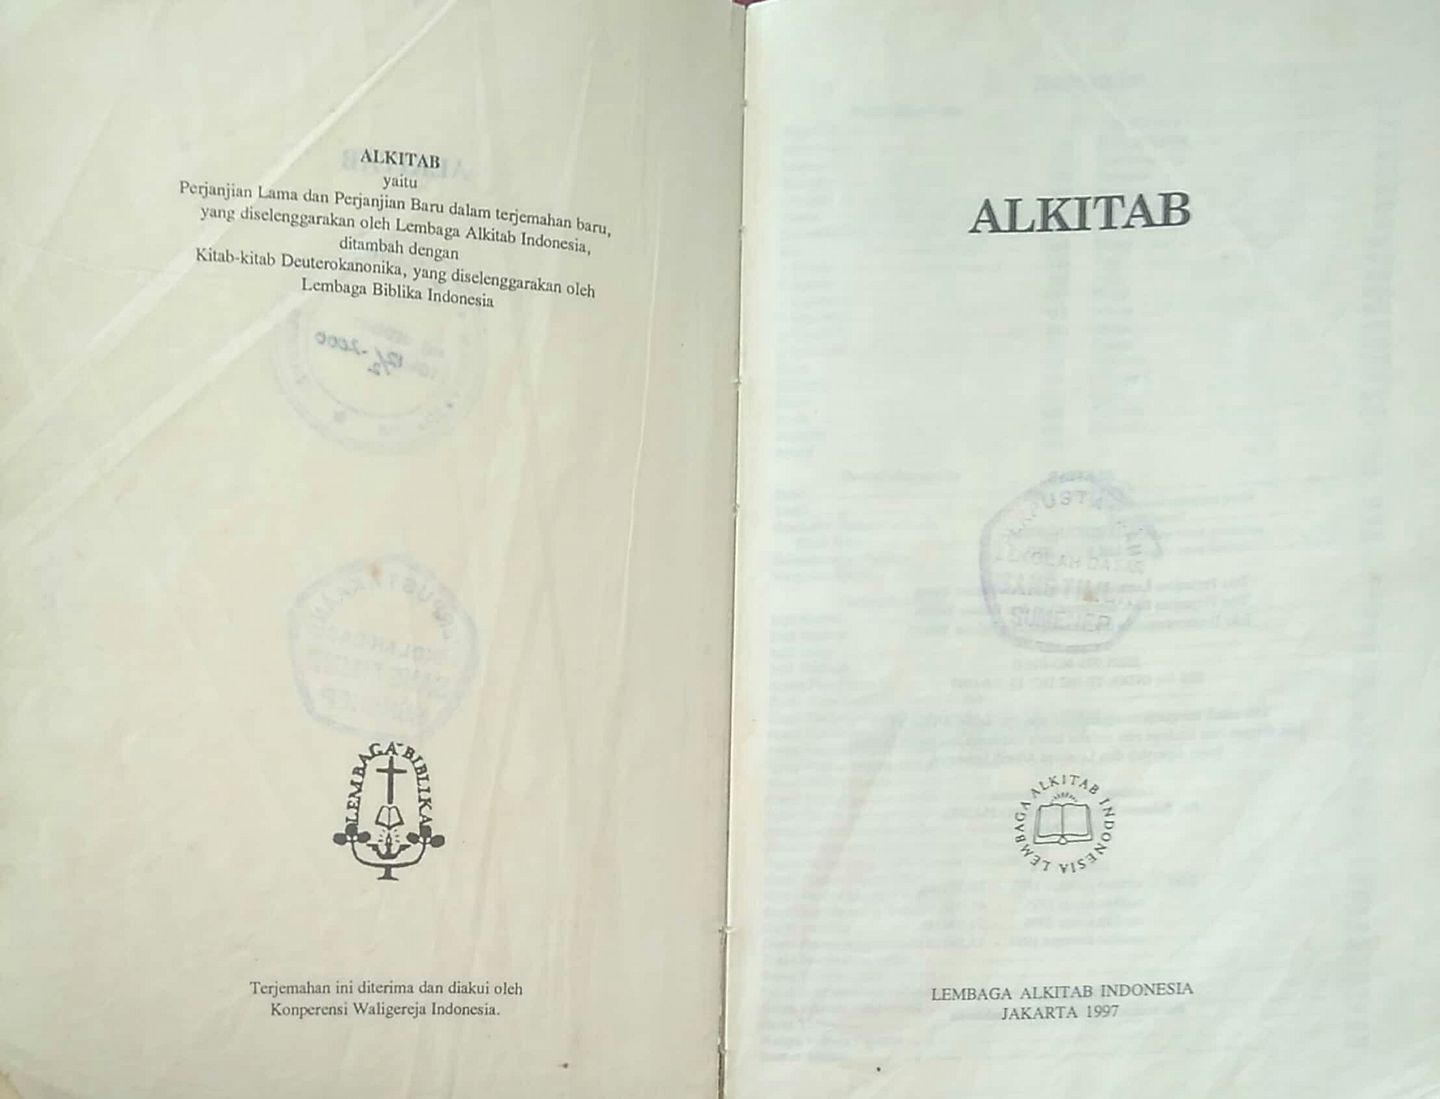 ALKITAB
yaitu
Perjanjian Lama dan Perjanjian Baru dalam terjemahan baru,
yang diselenggarakan oleh Lembaga Alkitab Indonesia,
ditambah dengan
Kitab-kitab Deuterokanonika, yang diselenggarakan oleh
Lembaga Biblika Indonesia
LEMBAGA BIBLIKA
Terjemahan ini diterima dan diakui oleh
Konperensi Waligereja Indonesia.
ALKITAB
LEMBAGA ALKITAB INDONESIA
LEMBAGA ALKITAB INDONESIA
JAKARTA 1997